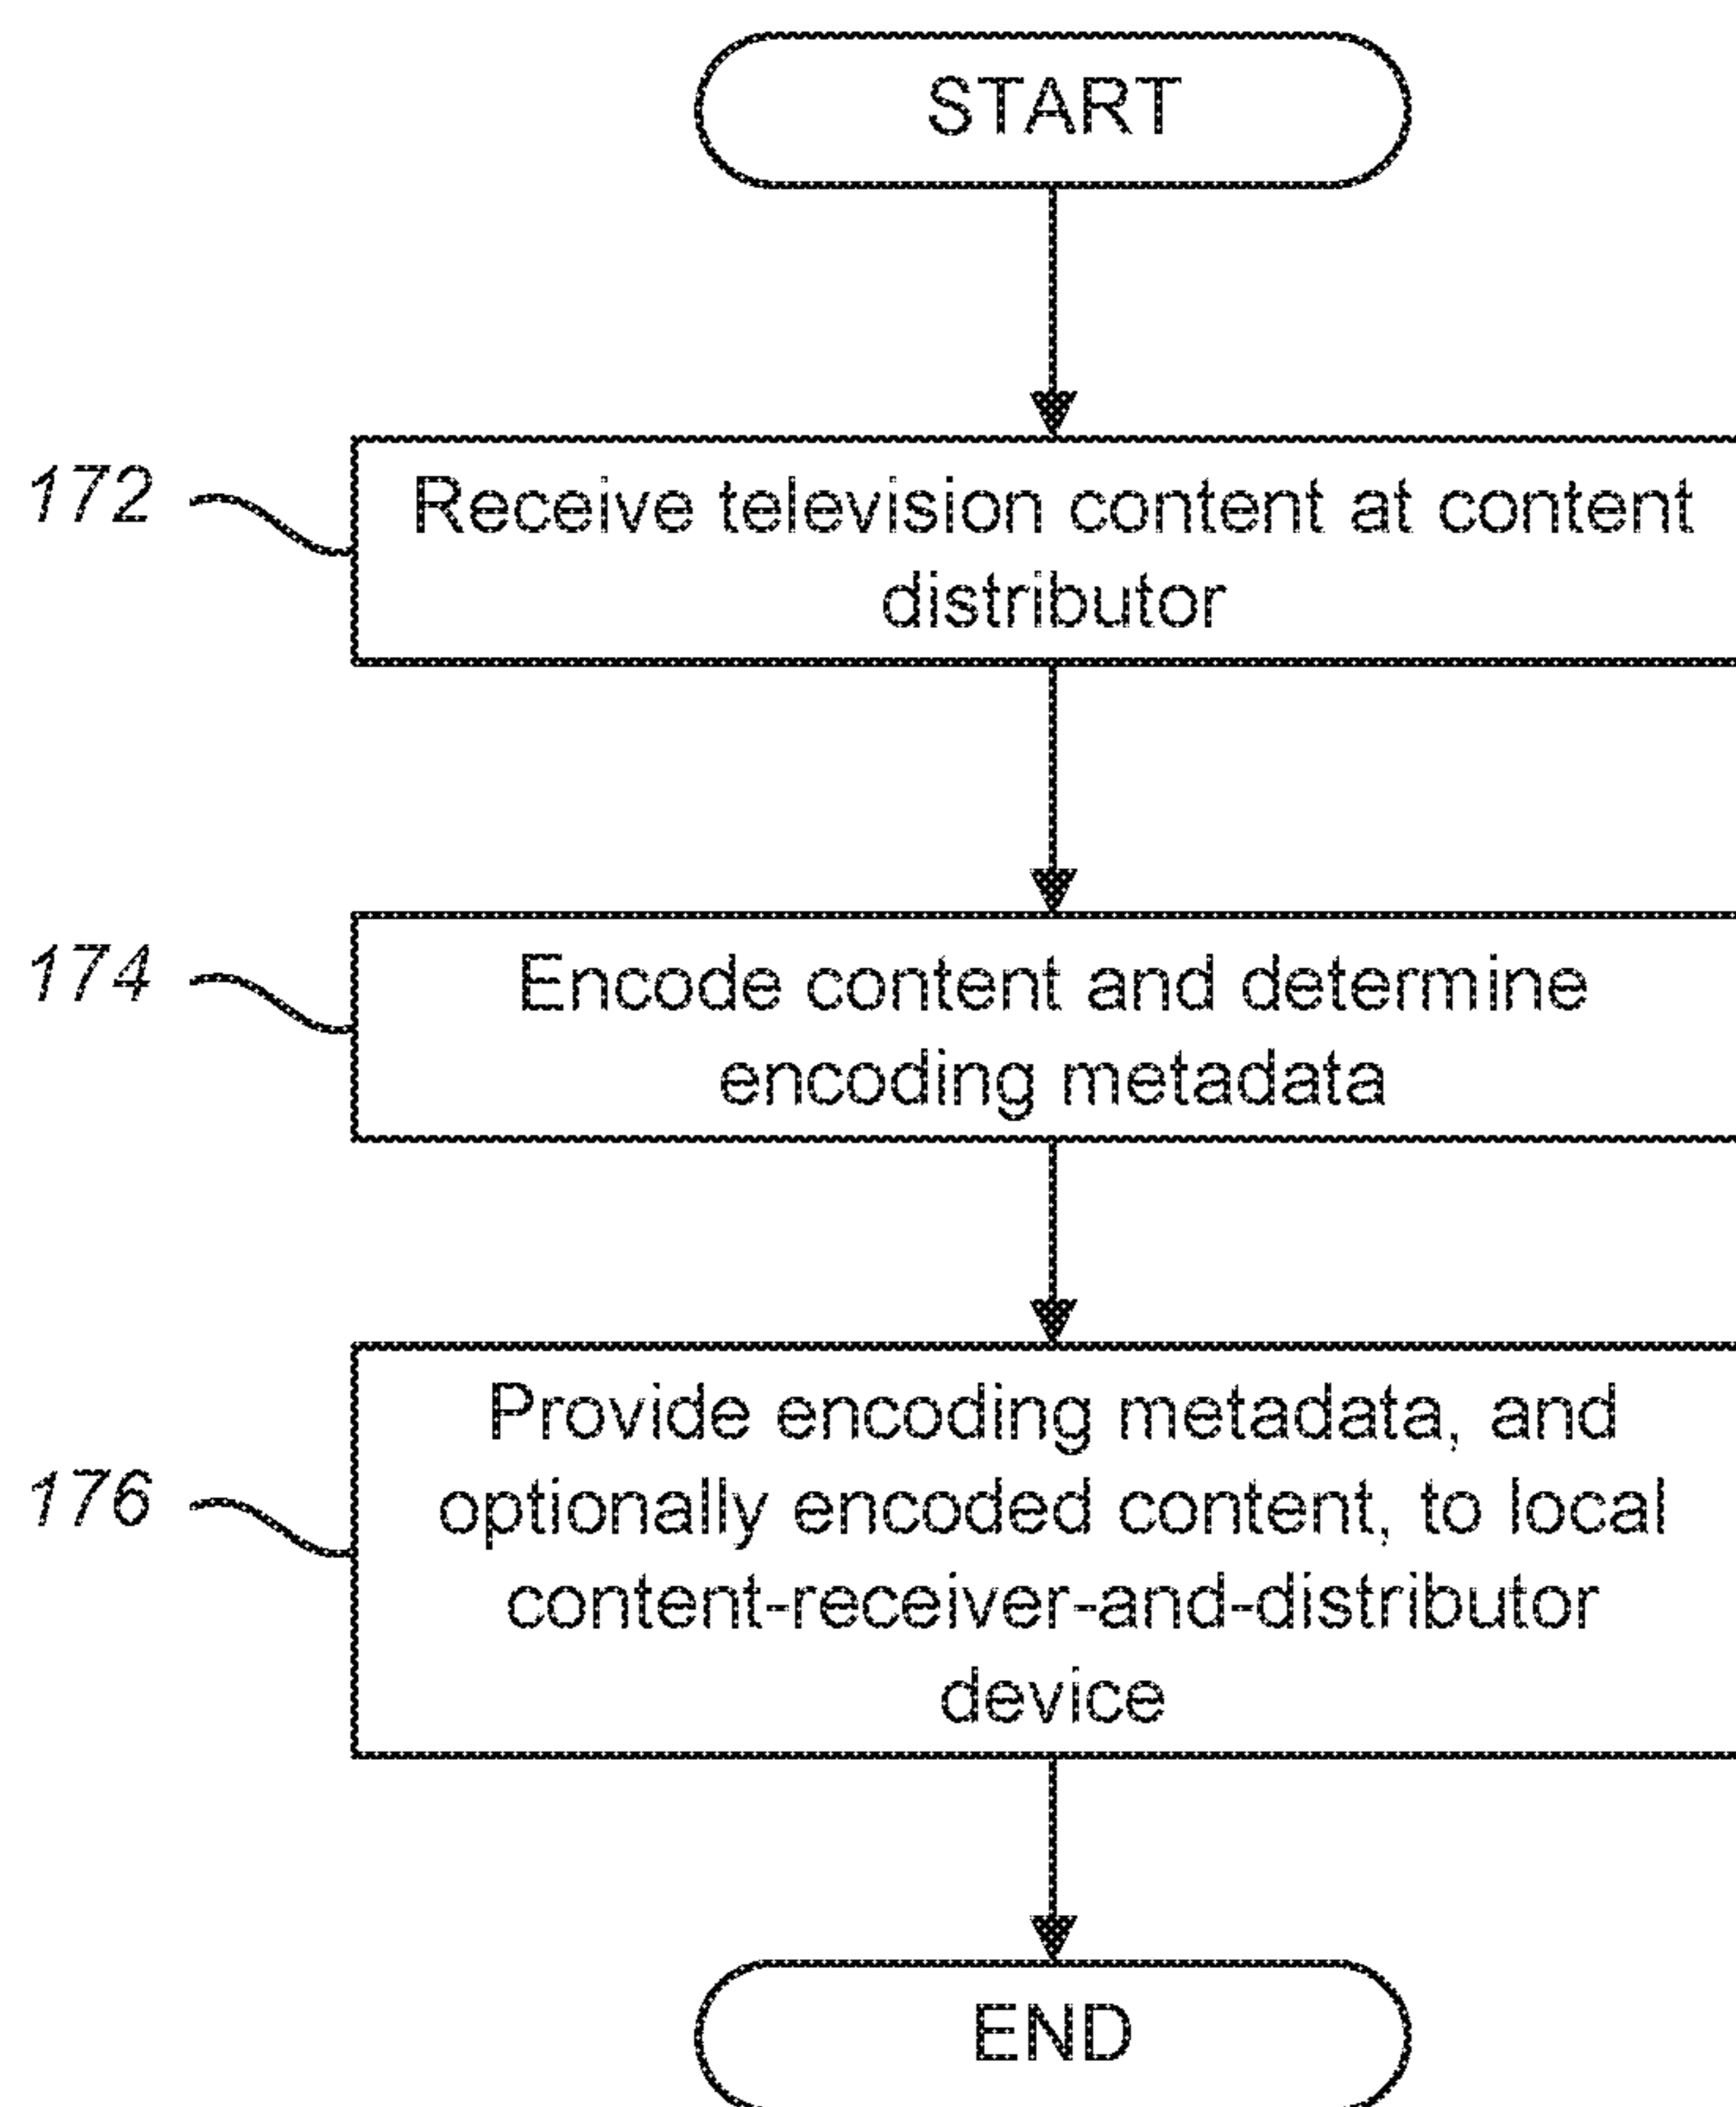 START
172
Receive television content at content
distributor
174
Encode content and determine
encoding metadata
176
Provide encoding metadata, and
optionally encoded content, to local
content-receiver-and-distributor
device
END